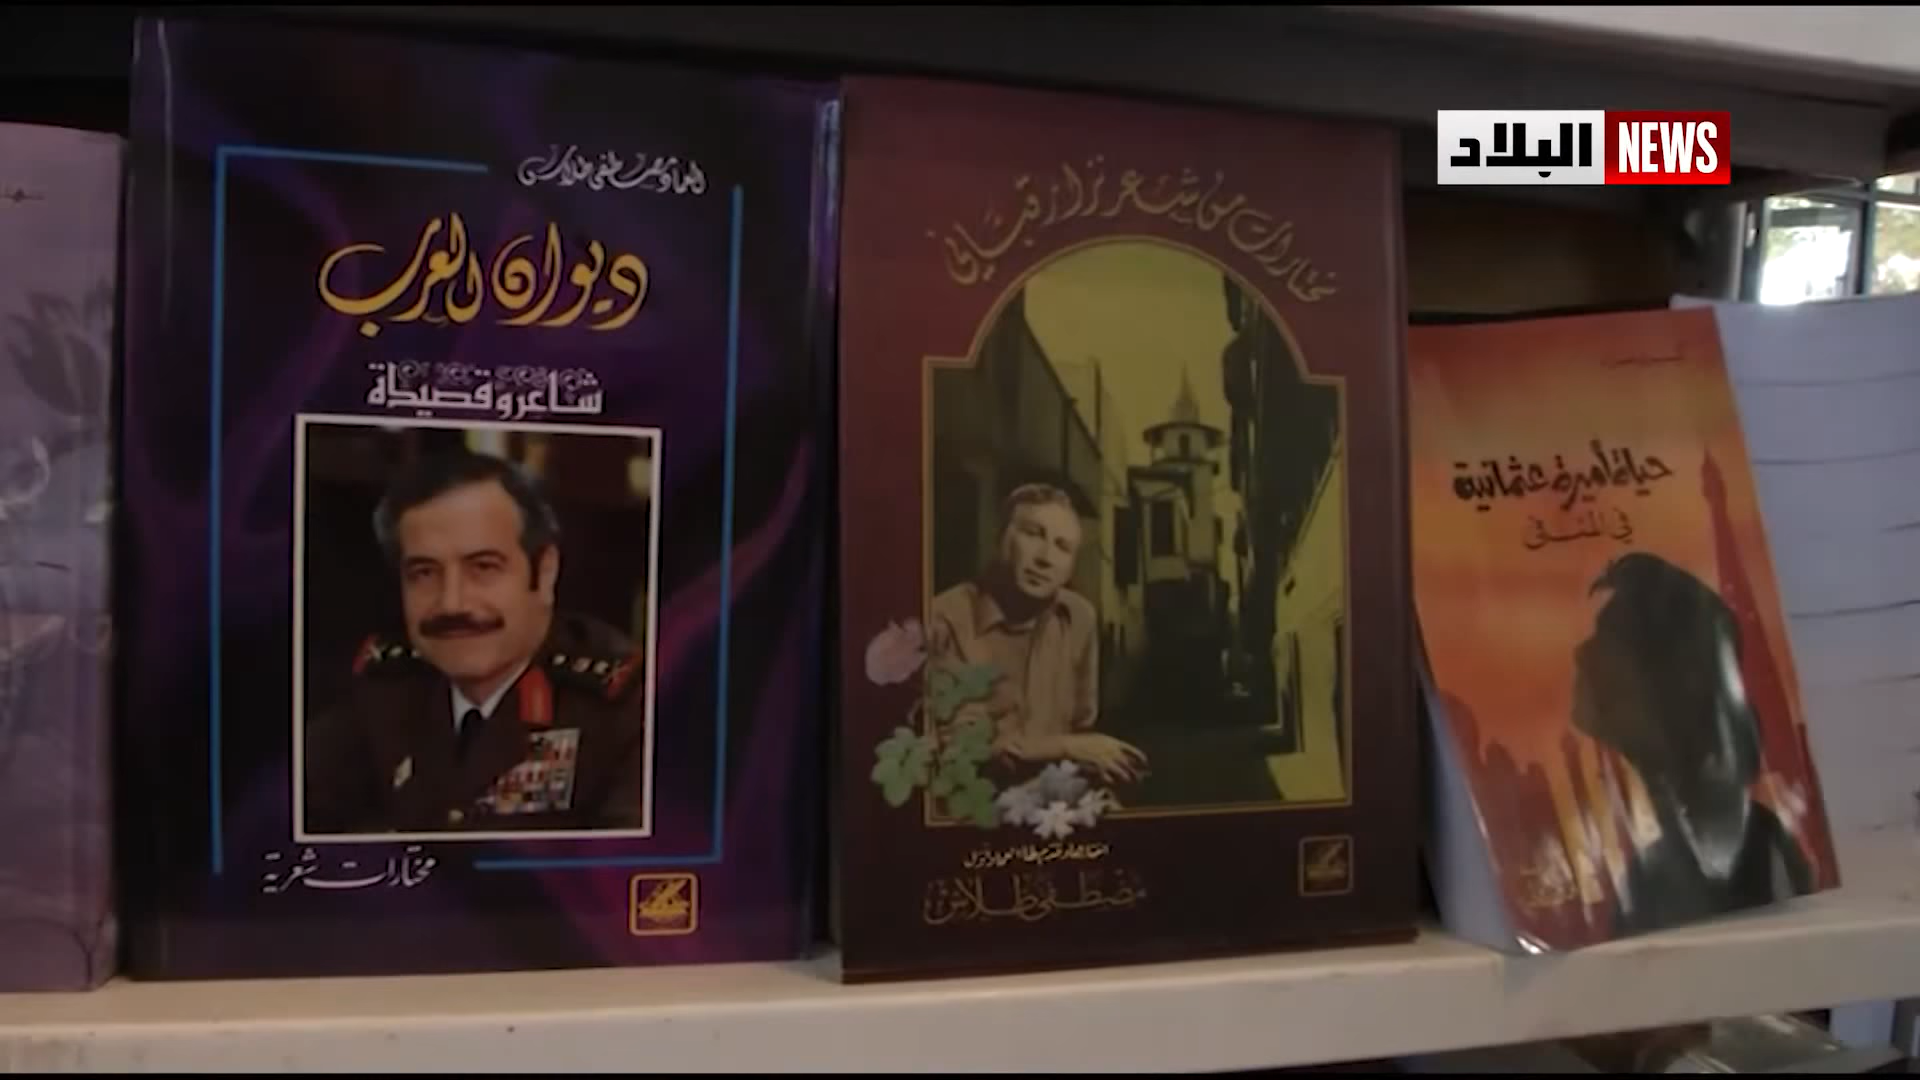 البلاد NEWS
العماد مصطفى طلاس
ديوان العرب
شاعر وقصيدة
مختارات شعرية
مختارات من شعر نزار قباني
مصطفى طلاس
حياة أميرة عثمانية
في المنفى